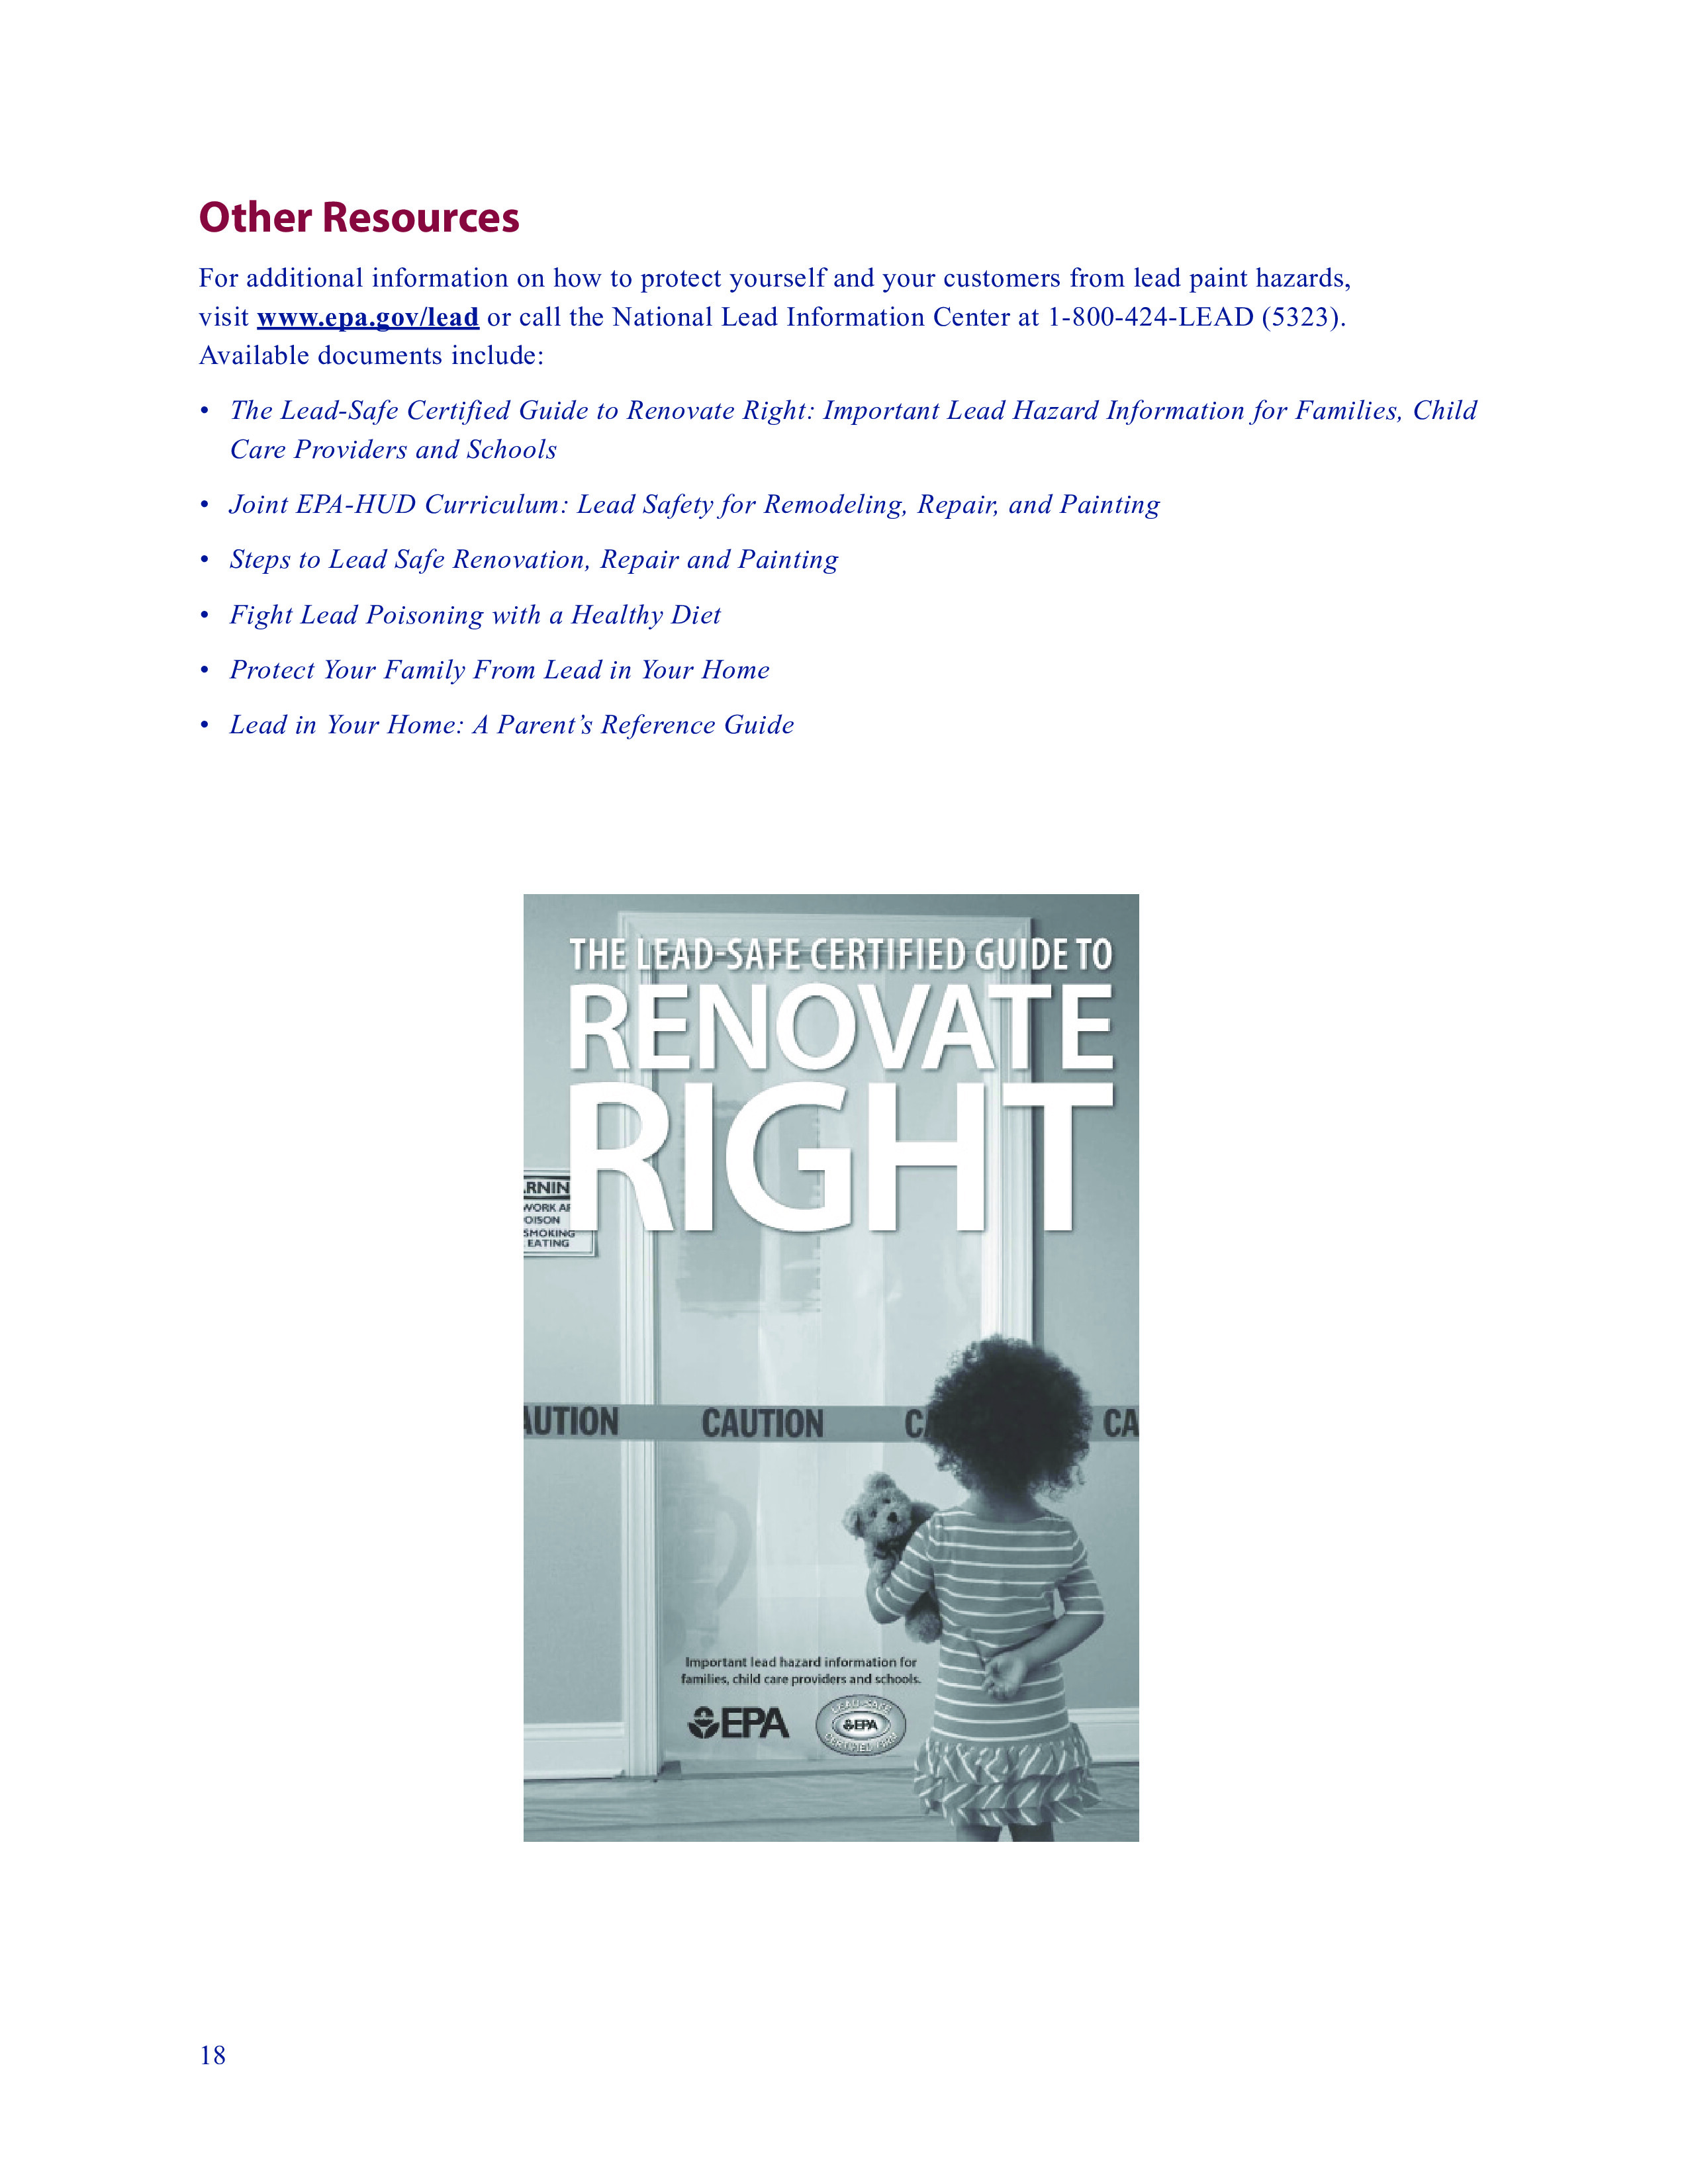 Other Resources
For additional information on how to protect yourself and your customers from lead paint hazards,
visit www.epa.gov/lead or call the National Lead Information Center at 1-800-424-LEAD (5323).
Available documents include:
• The Lead-Safe Certified Guide to Renovate Right: Important Lead Hazard Information for Families, Child
Care Providers and Schools
• Joint EPA-HUD Curriculum: Lead Safety for Remodeling, Repair, and Painting
• Steps to Lead Safe Renovation, Repair and Painting
• Fight Lead Poisoning with a Healthy Diet
• Protect Your Family From Lead in Your Home
• Lead in Your Home: A Parent’s Reference Guide
THE LEAD-SAFE CERTIFIED GUIDE TO
RENOVATE
RIGHT
RNIN
WORK AR
OISON
SMOKING
EATING
AUTION CAUTION CA CA
Important lead hazard information for
families, child care providers and schools.
EPA
LEAD-SAFE
EPA
CERTIFIED FIRM
18